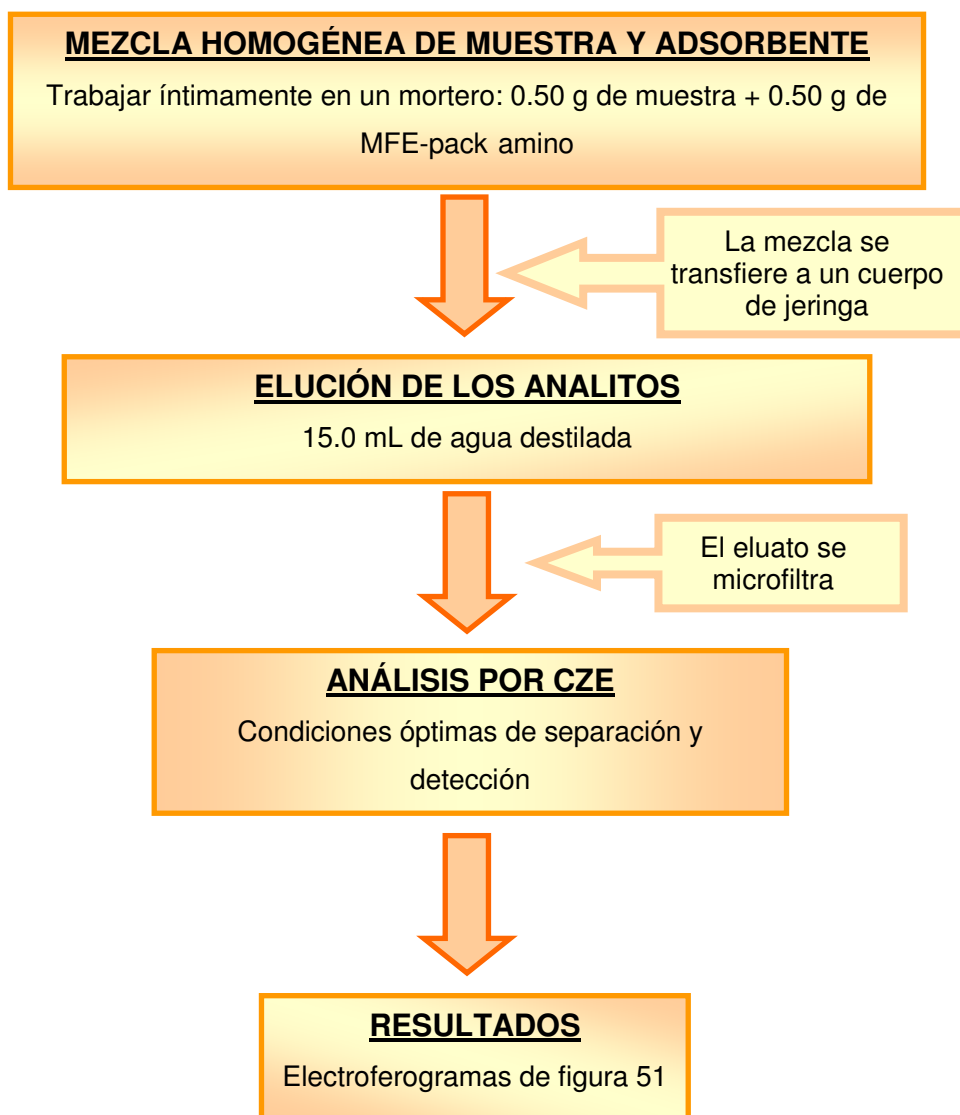 MEZCLA HOMOGÉNEA DE MUESTRA Y ADSORBENTE
Trabajar íntimamente en un mortero: 0.50 g de muestra + 0.50 g de
MFE-pack amino
La mezcla se
transfiere a un cuerpo
de jeringa
ELUCIÓN DE LOS ANALITOS
15.0 mL de agua destilada
El eluato se
microfiltra
ANÁLISIS POR CZE
Condiciones óptimas de separación y
detección
RESULTADOS
Electroferogramas de figura 51